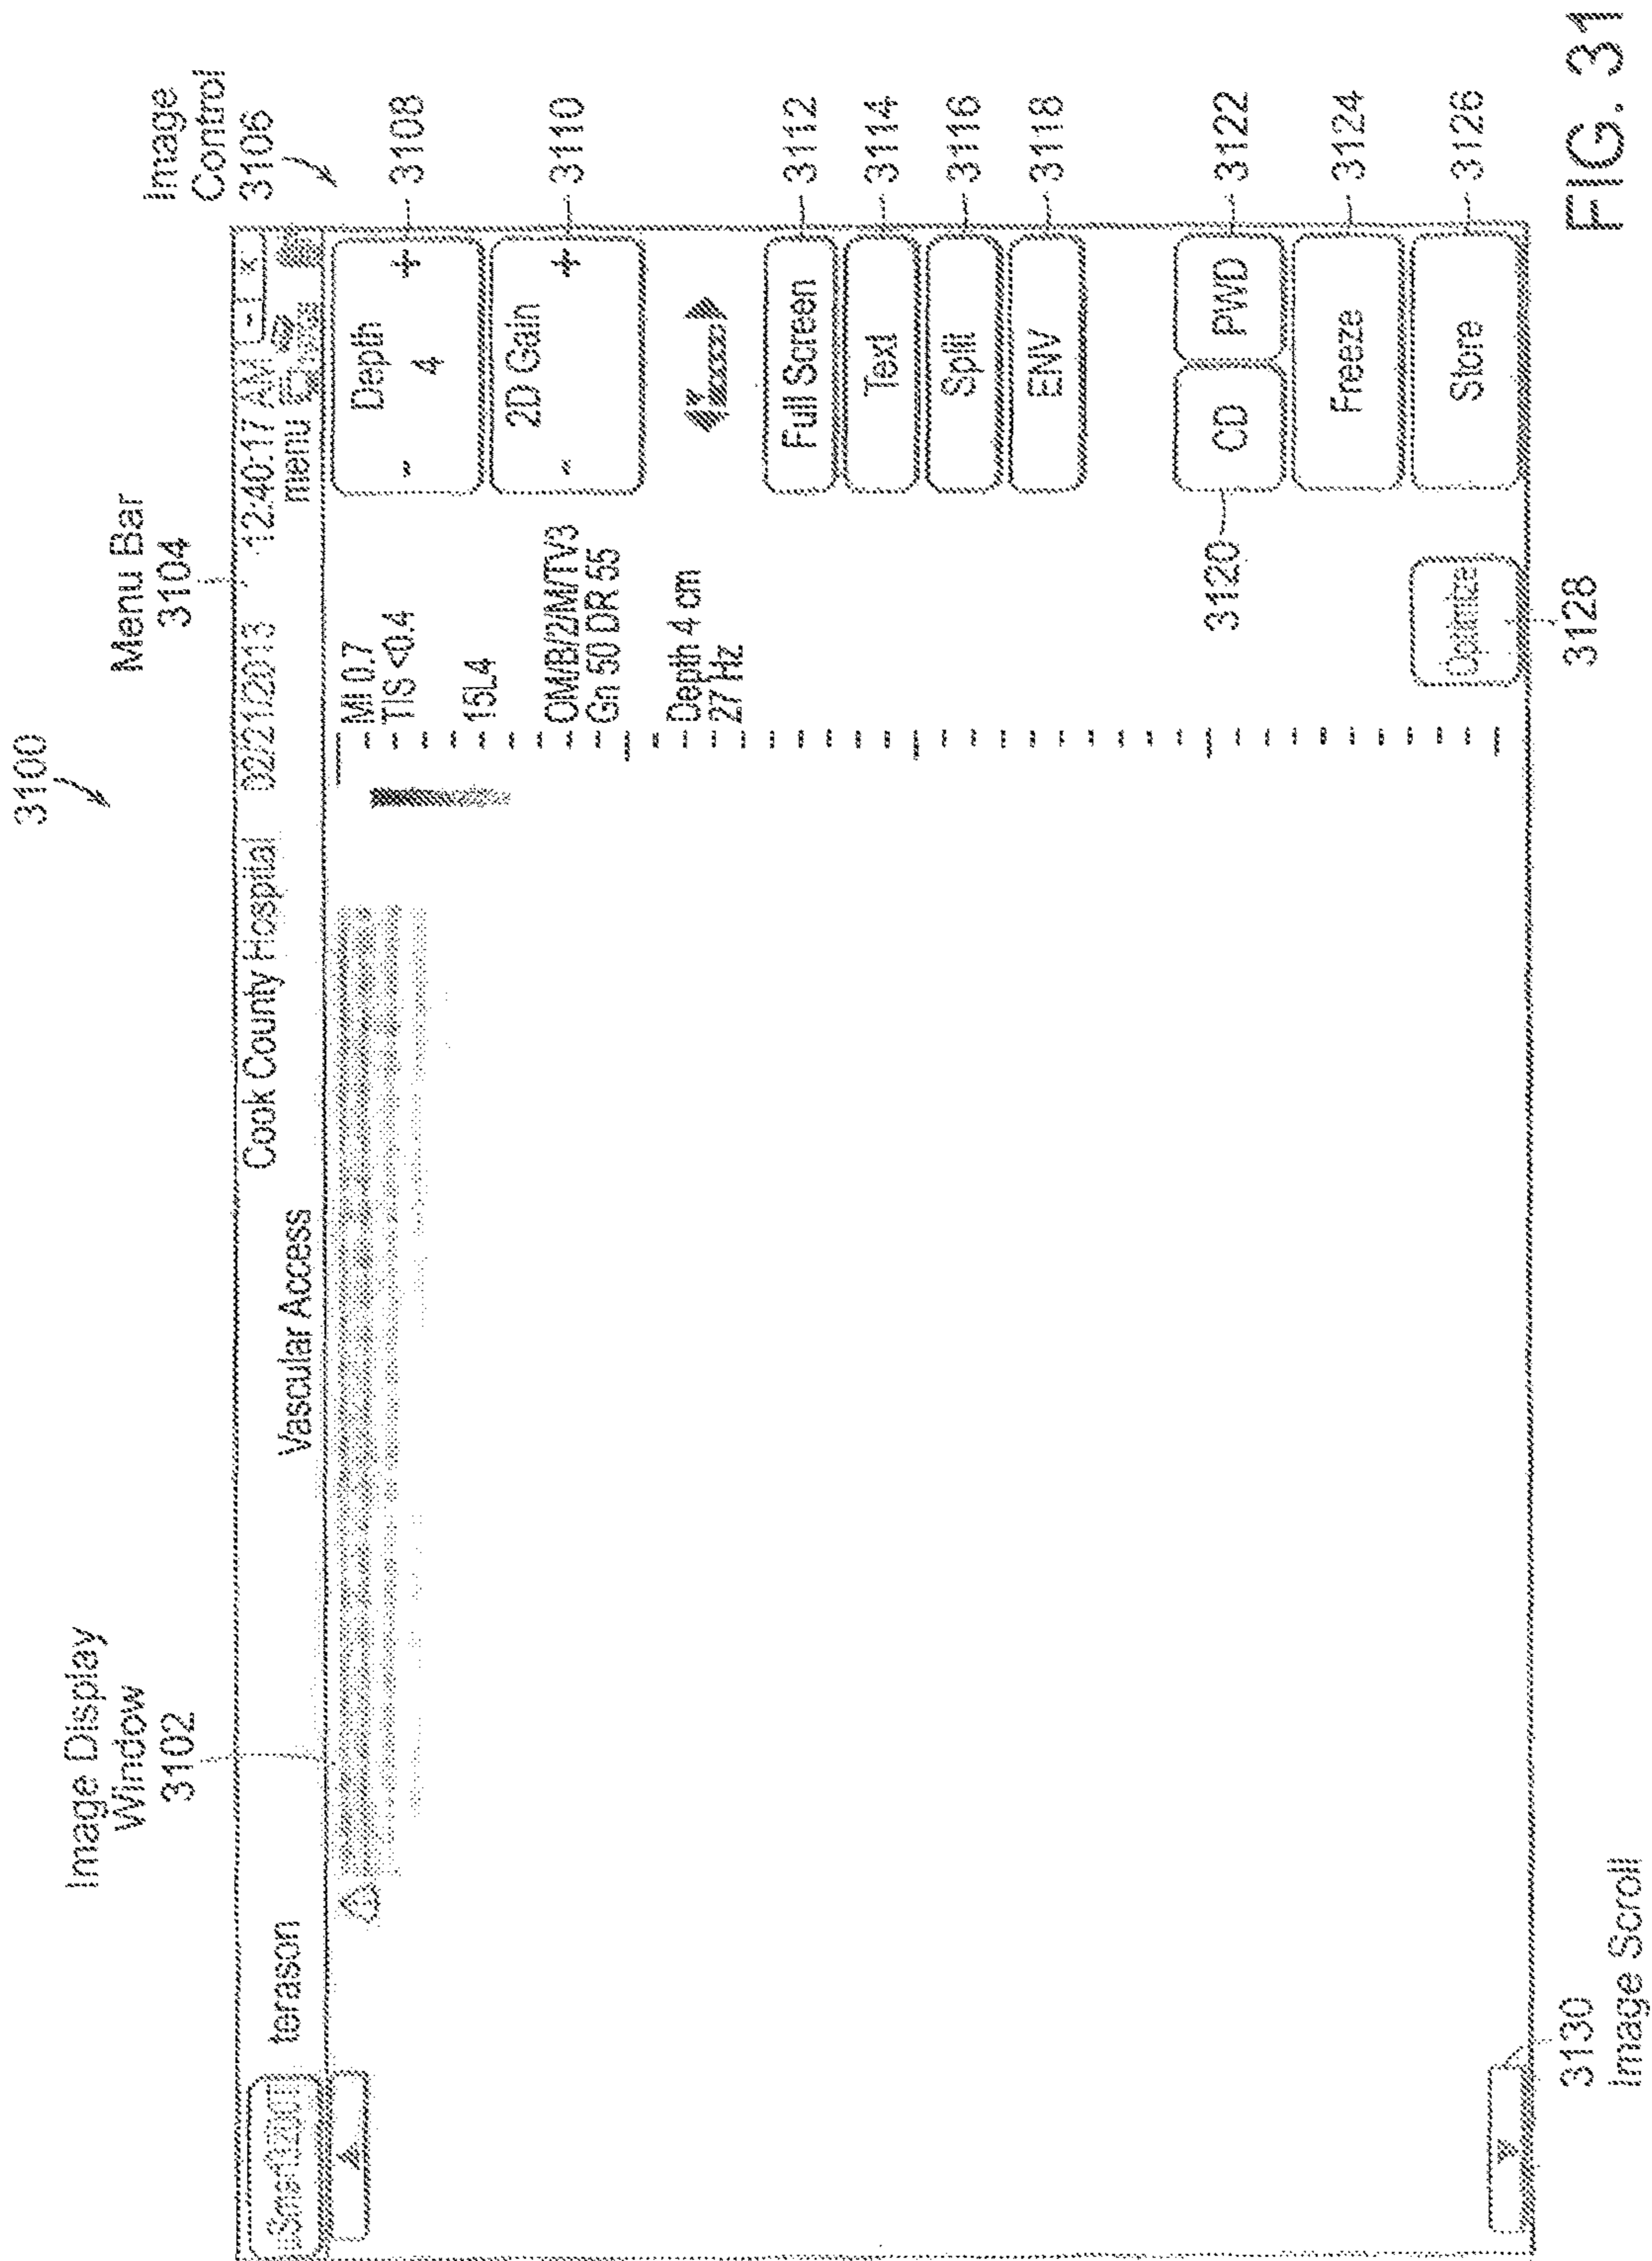 3100
Image Display
Window
3102
Menu Bar
3104
Image
Control
3106
terason
Cook County Hospital
02/21/2013
12:40:17 AM
- x
Vascular Access
menu
MI 0.7
TIS <0.4
15L4
OM/B/2/M/TV3
Gn 50 DR 55
Depth 4 cm
27 Hz
Depth
- 4 +
3108
2D Gain
- +
3110
Full Screen
3112
Text
3114
Split
3116
ENV
3118
3120
CD
PWD
3122
Freeze
3124
Store
3126
Optimize
3128
3130
Image Scroll
FIG. 31